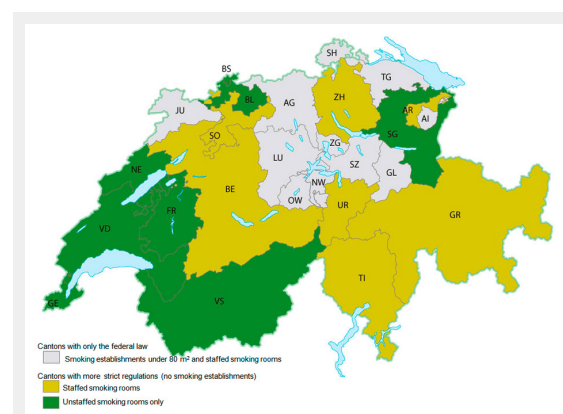 SH
BS
TG
BL
AG
ZH
JU
AR
AI
SO
SG
ZG
LU
SZ
NE
GL
NW
BE
OW
UR
FR
GR
VD
TI
VS
GE
Cantons with only the federal law
Smoking establishments under 80 m² and staffed smoking rooms
Cantons with more strict regulations (no smoking establishments)
Staffed smoking rooms
Unstaffed smoking rooms only